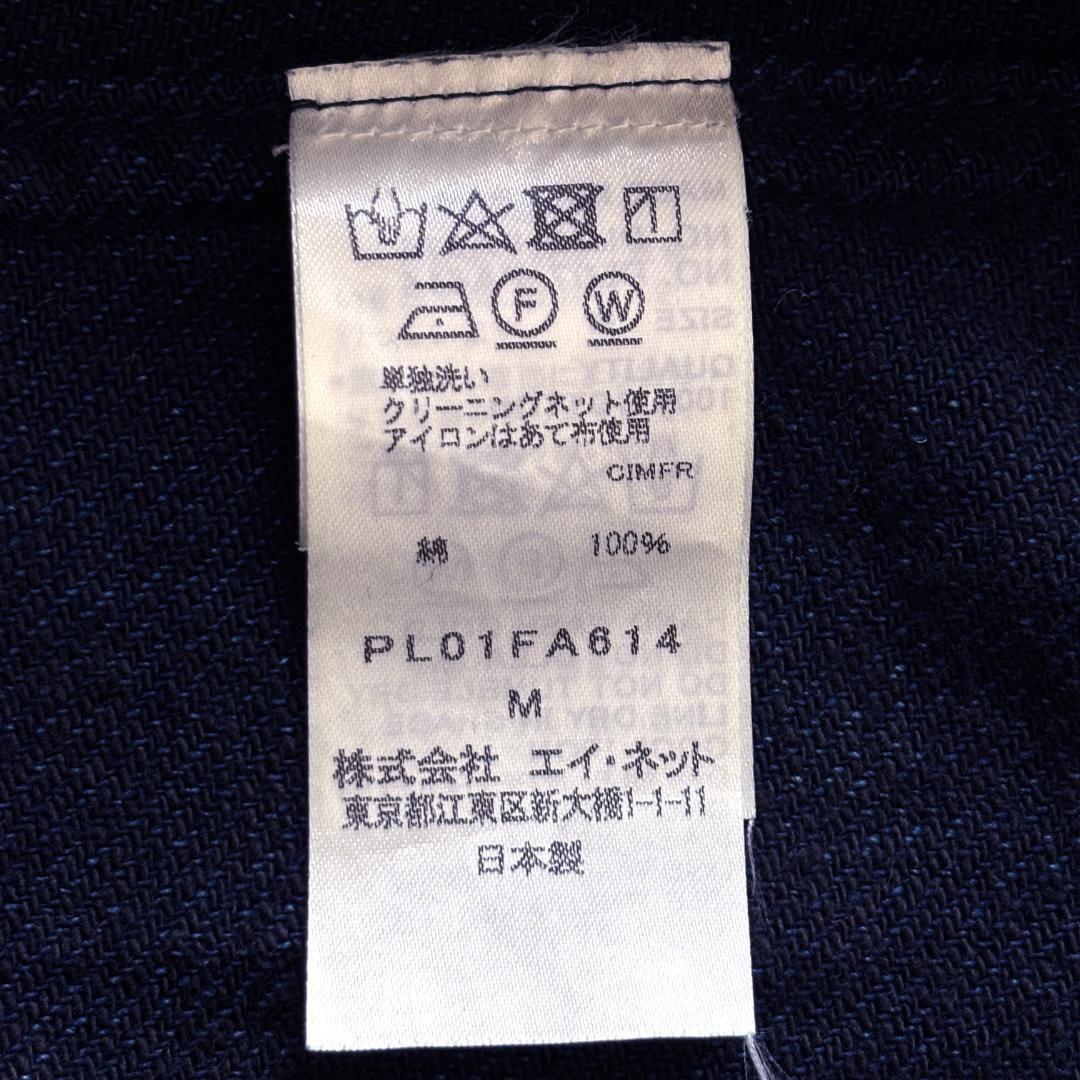 F W
単独洗い
クリーニングネット使用
アイロンはあて布使用
CIMFR
綿 100%
PL01FA614
M
株式会社 エイ・ネット
東京都江東区新大橋1-1-11
日本製